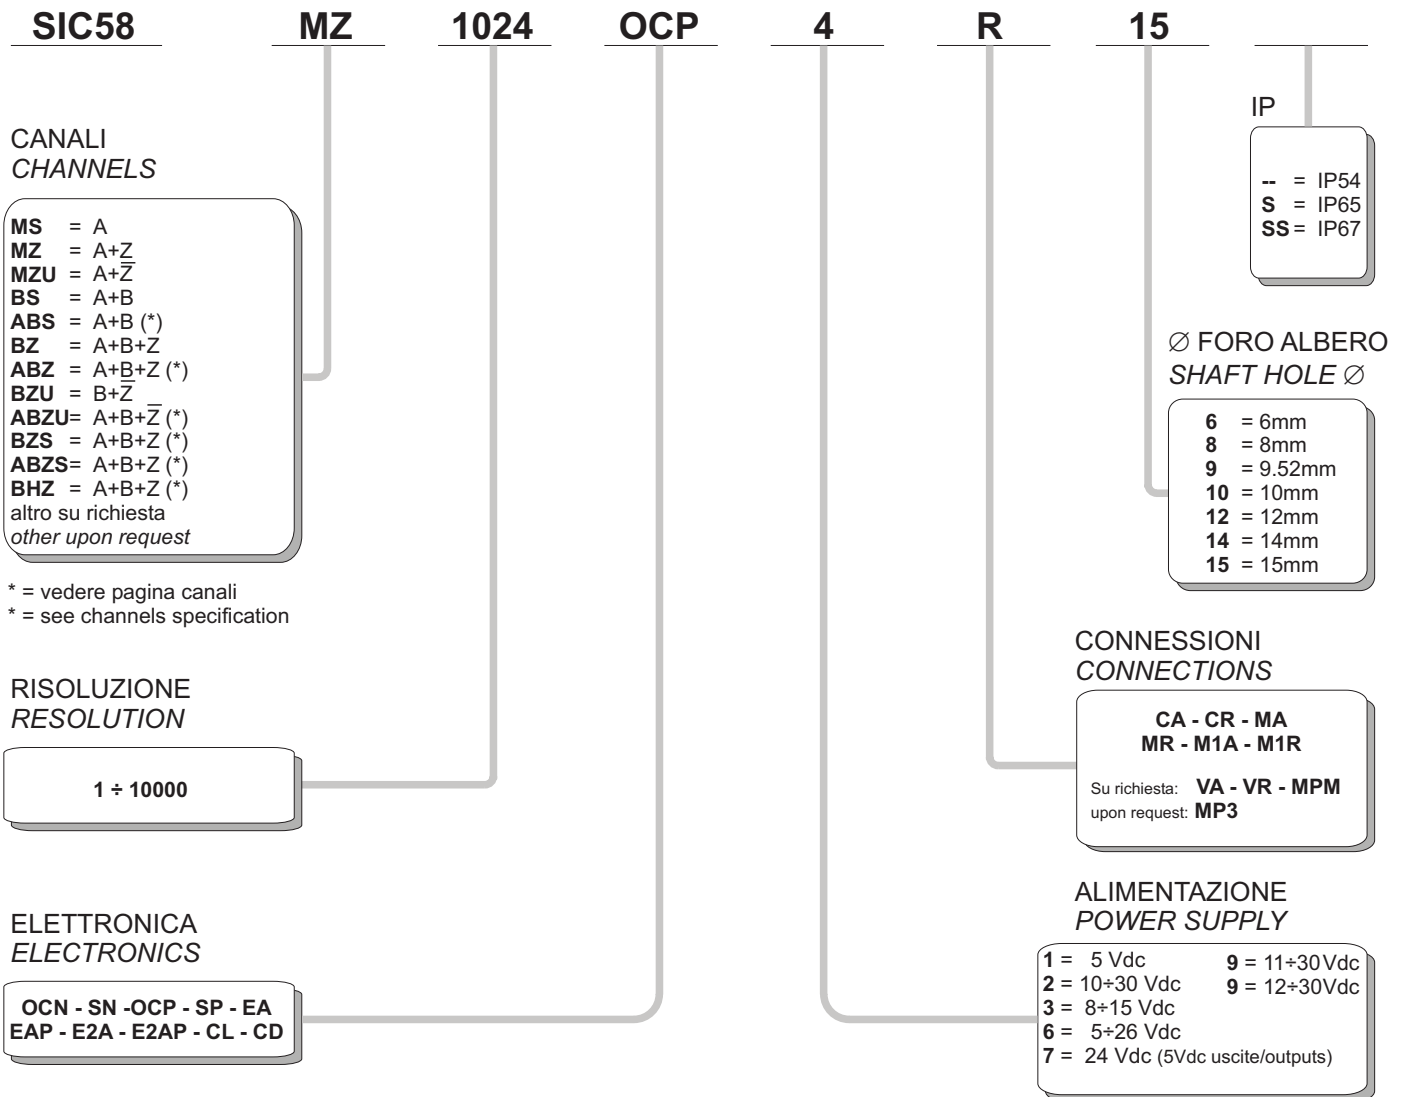 SIC58 MZ 1024 OCP 4 R 15
CANALI
CHANNELS
MS = A
MZ = A+Z
MZU = A+Z̅
BS = A+B
ABS = A+B (*)
BZ = A+B+Z
ABZ = A+B+Z (*)
BZU = B+Z̅
ABZU= A+B+Z̅ (*)
BZS = A+B+Z (*)
ABZS= A+B+Z (*)
BHZ = A+B+Z (*)
altro su richiesta
other upon request
* = vedere pagina canali
* = see channels specification
RISOLUZIONE
RESOLUTION
1 ÷ 10000
ELETTRONICA
ELECTRONICS
OCN - SN -OCP - SP - EA
EAP - E2A - E2AP - CL - CD
IP
-- = IP54
S = IP65
SS = IP67
∅ FORO ALBERO
SHAFT HOLE ∅
6 = 6mm
8 = 8mm
9 = 9.52mm
10 = 10mm
12 = 12mm
14 = 14mm
15 = 15mm
CONNESSIONI
CONNECTIONS
CA - CR - MA
MR - M1A - M1R
Su richiesta: VA - VR - MPM
upon request: MP3
ALIMENTAZIONE
POWER SUPPLY
1 = 5 Vdc
2 = 10÷30 Vdc
3 = 8÷15 Vdc
6 = 5÷26 Vdc
7 = 24 Vdc (5Vdc uscite/outputs)
9 = 11÷30Vdc
9 = 12÷30Vdc